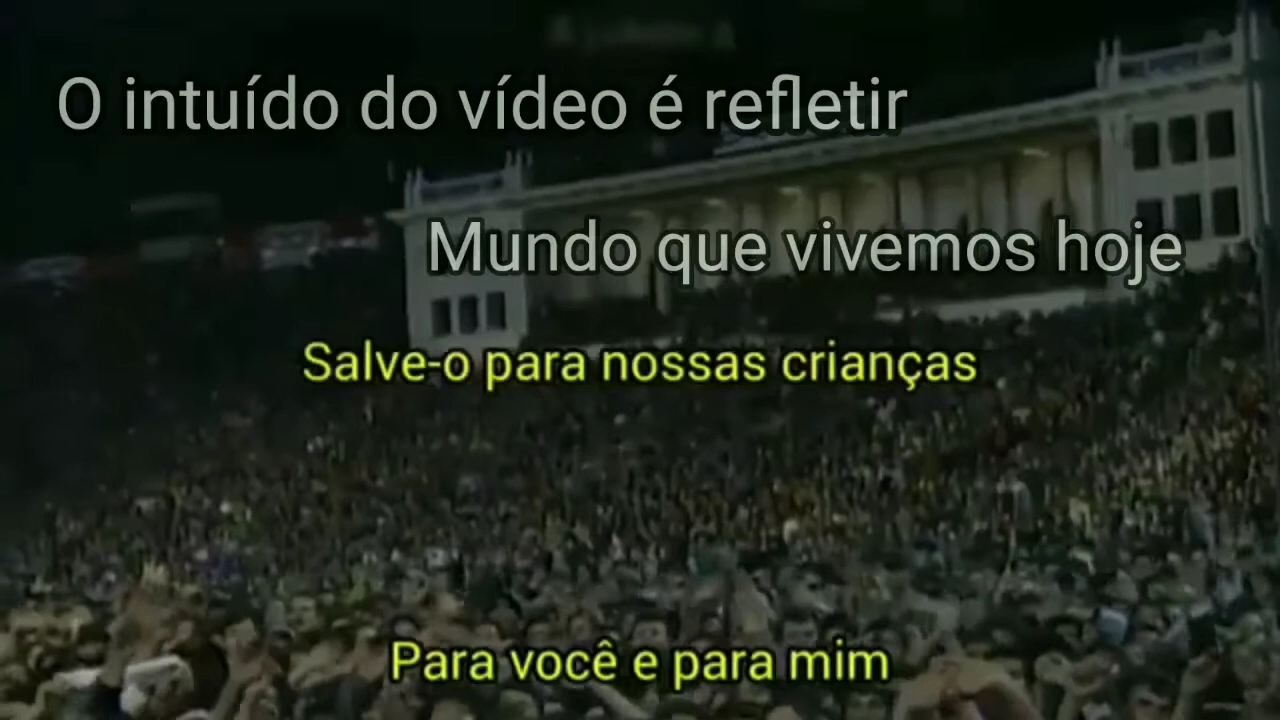 O intuído do vídeo é refletir
Mundo que vivemos hoje
Salve-o para nossas crianças
Para você e para mim